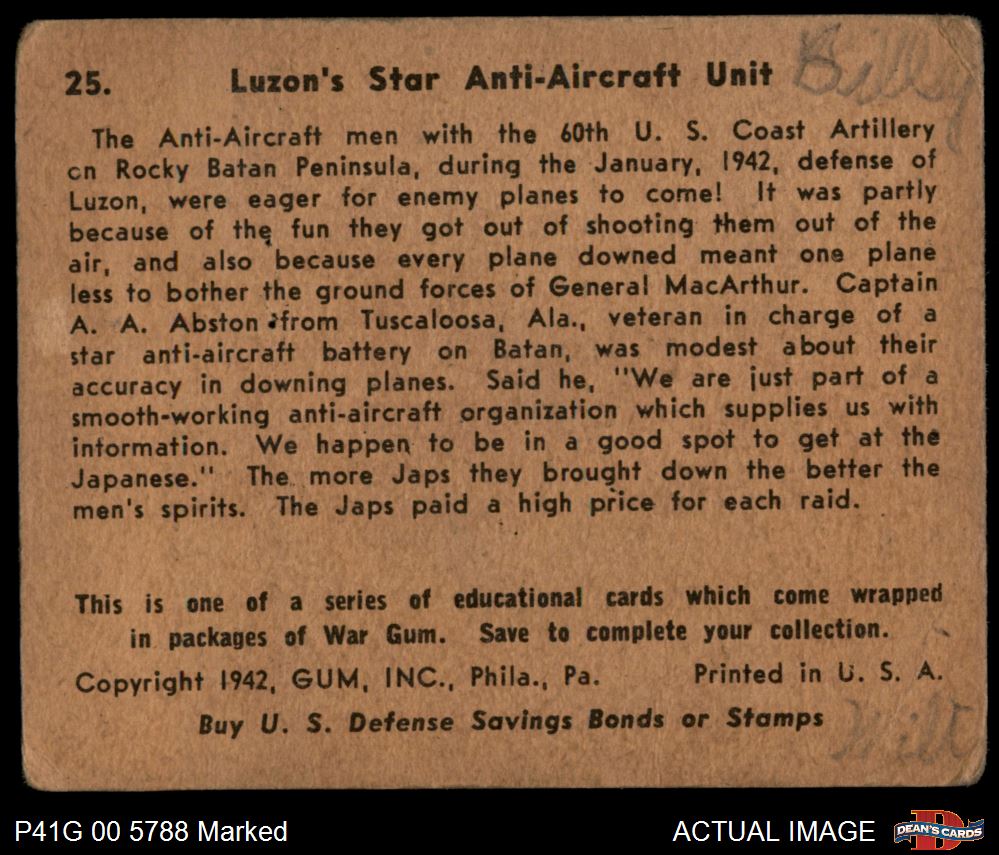 25. Luzon's Star Anti-Aircraft Unit Billy
The Anti-Aircraft men with the 60th U. S. Coast Artillery
on Rocky Batan Peninsula, during the January, 1942, defense of
Luzon, were eager for enemy planes to come! It was partly
because of the fun they got out of shooting them out of the
air, and also because every plane downed meant one plane
less to bother the ground forces of General MacArthur. Captain
A. A. Abston from Tuscaloosa, Ala., veteran in charge of a
star anti-aircraft battery on Batan, was modest about their
accuracy in downing planes. Said he, "We are just part of a
smooth-working anti-aircraft organization which supplies us with
information. We happen to be in a good spot to get at the
Japanese." The more Japs they brought down the better the
men's spirits. The Japs paid a high price for each raid.
This is one of a series of educational cards which come wrapped
in packages of War Gum. Save to complete your collection.
Copyright 1942, GUM, INC., Phila., Pa. Printed in U. S. A.
Buy U. S. Defense Savings Bonds or Stamps Wilt
P41G 00 5788 Marked ACTUAL IMAGE DEAN'S CARDS